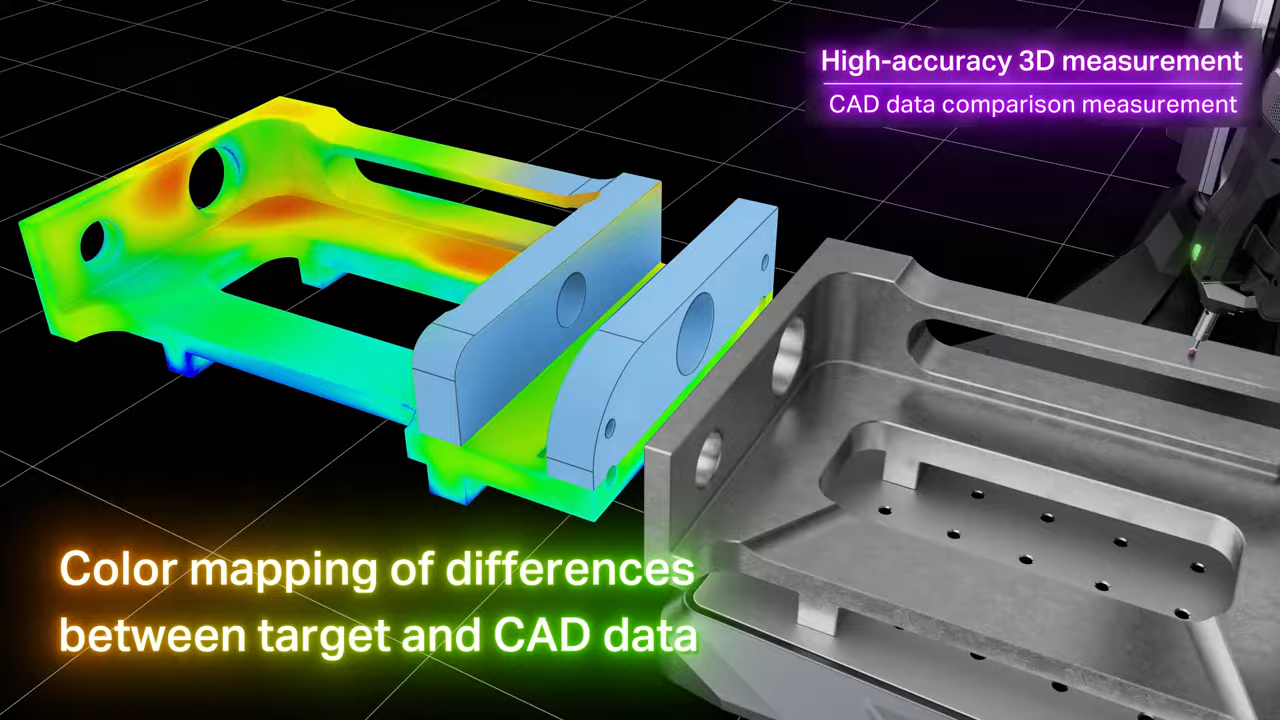 High-accuracy 3D measurement
CAD data comparison measurement
Color mapping of differences
between target and CAD data